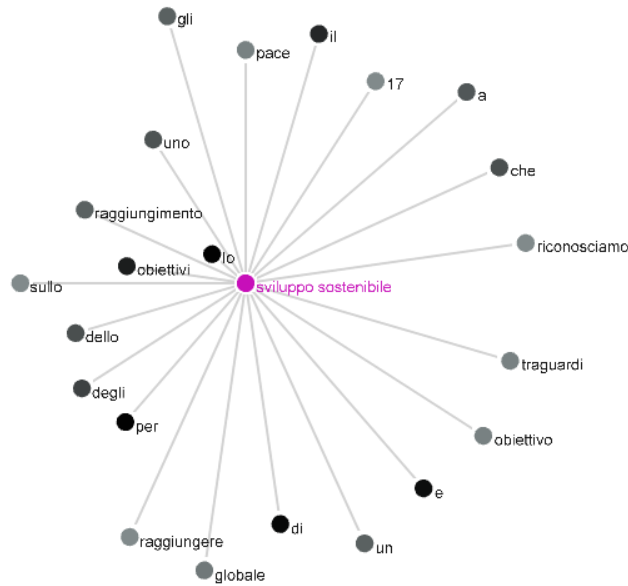 gli
il
pace
17
a
uno
che
raggiungimento
riconosciamo
lo
obiettivi
sullo
sviluppo sostenibile
dello
traguardi
degli
per
obiettivo
e
di
raggiungere
un
globale